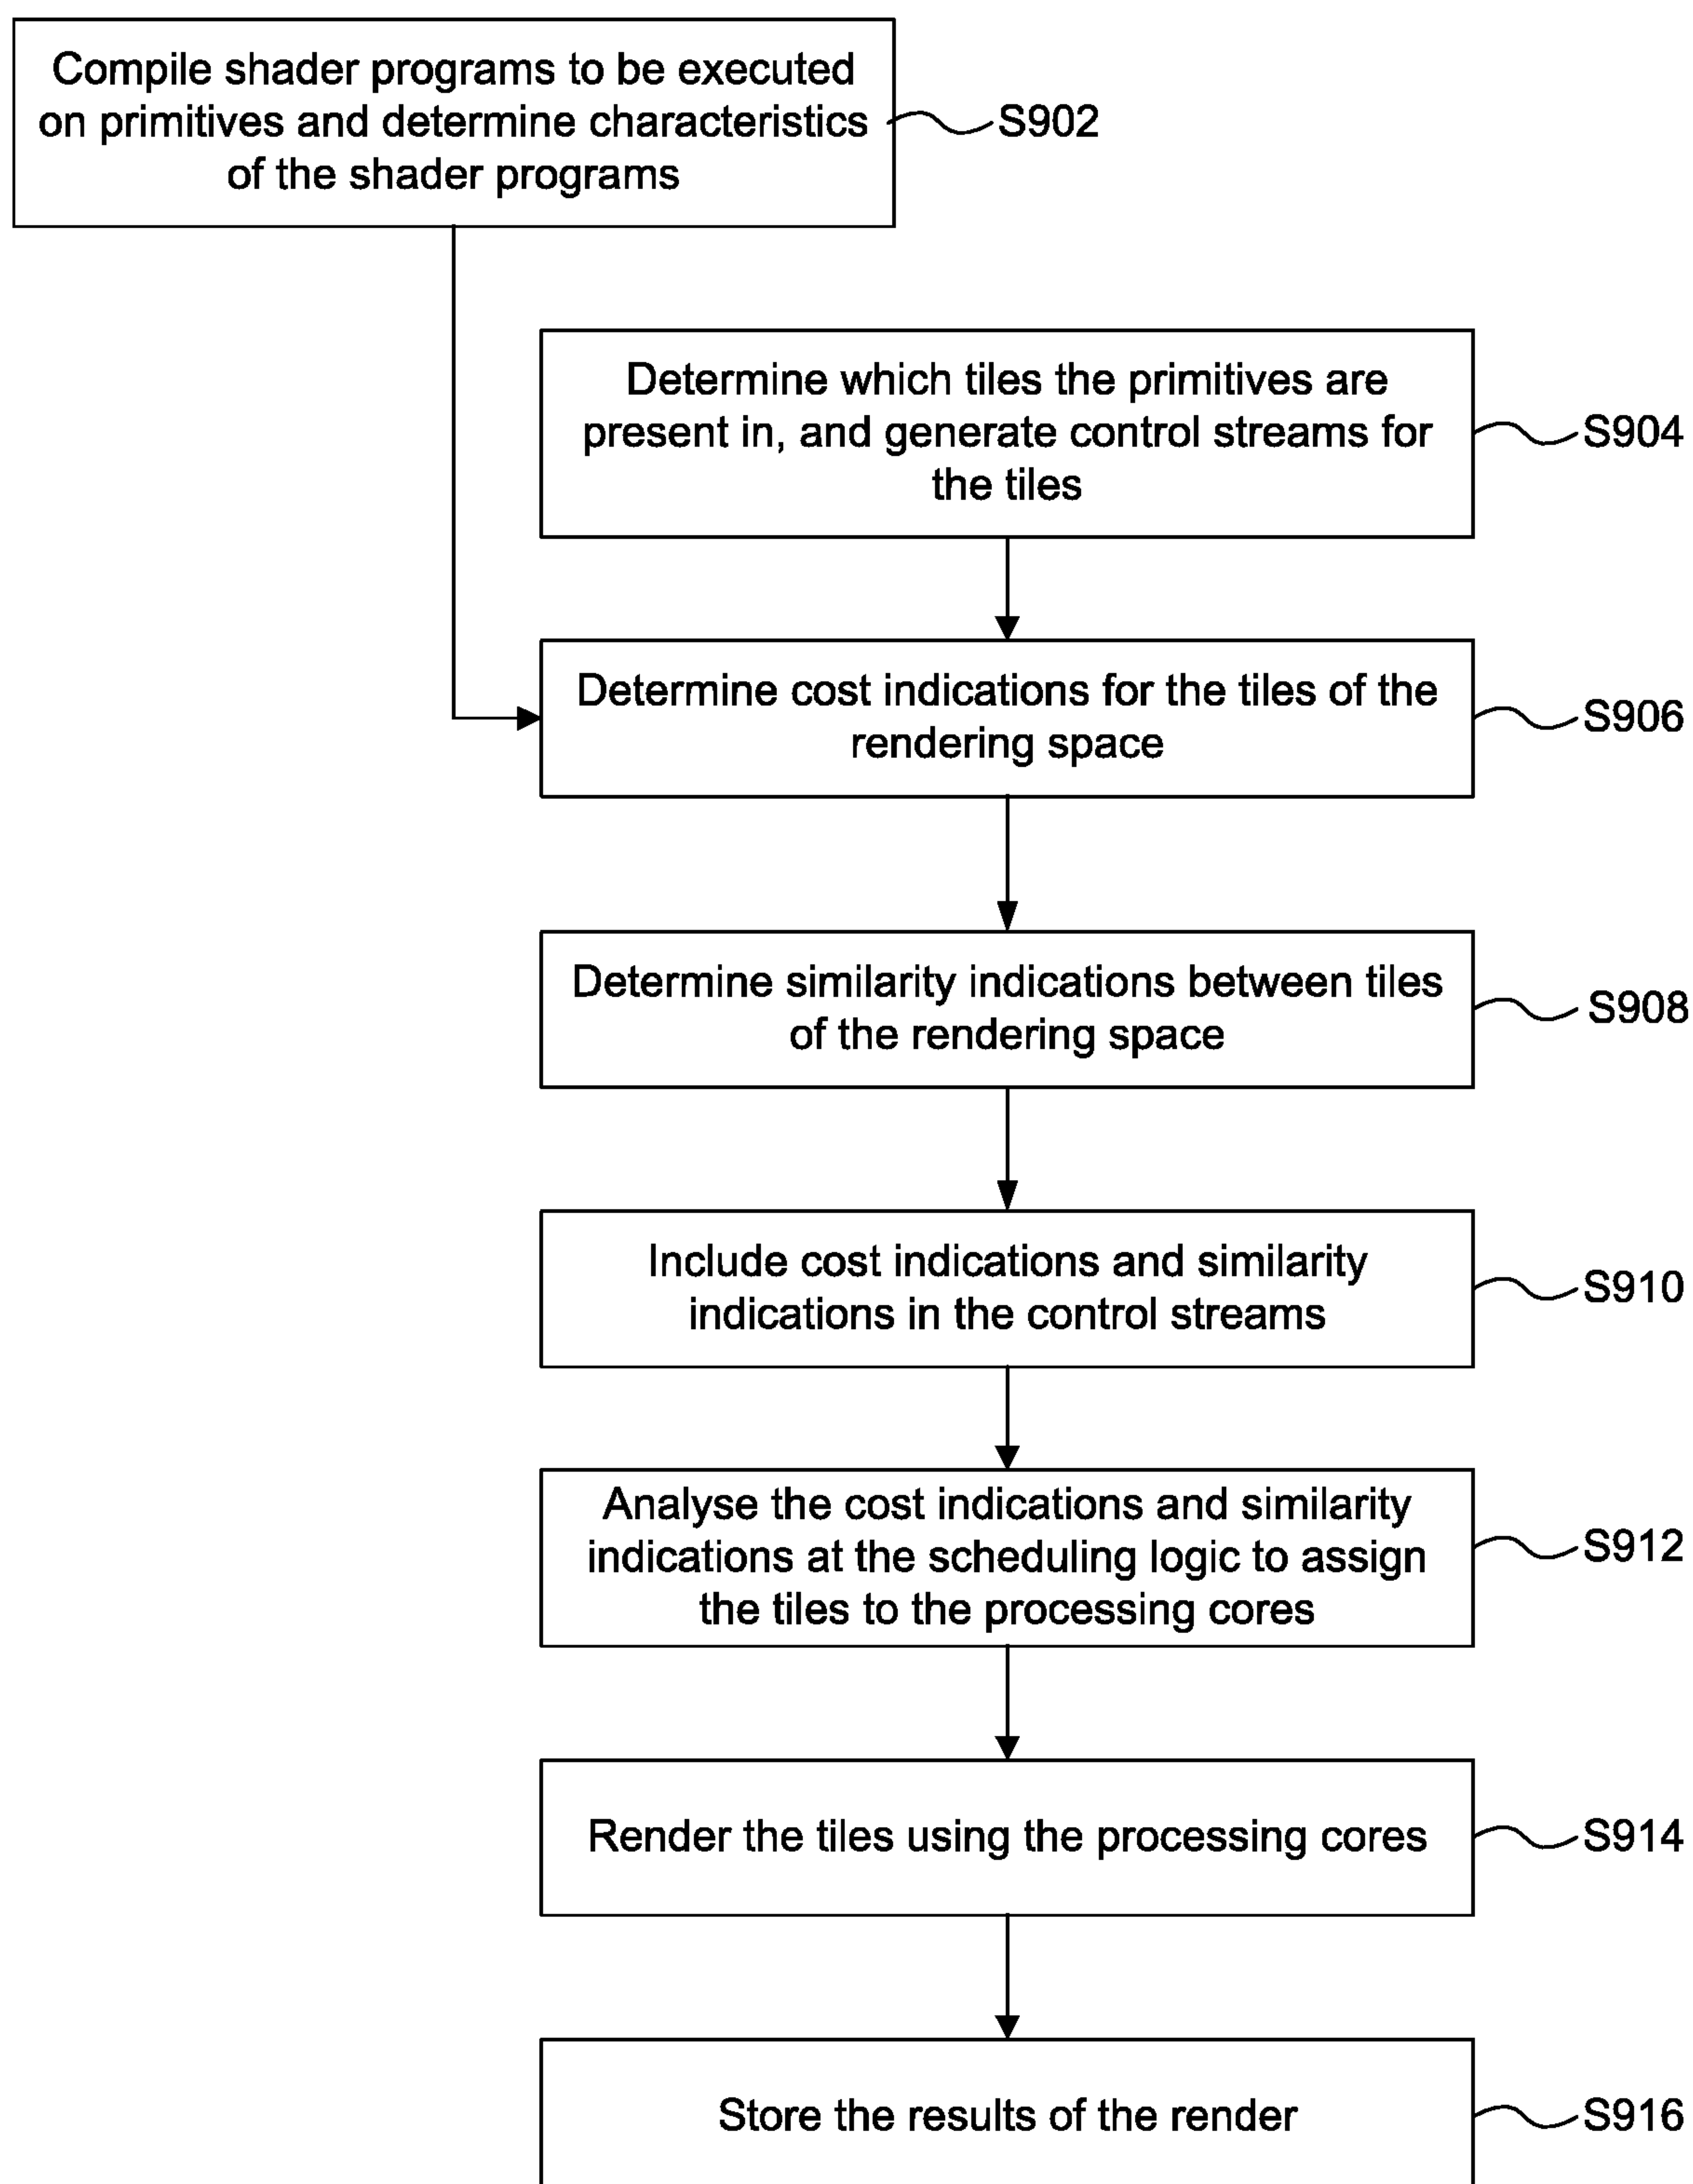 Compile shader programs to be executed
on primitives and determine characteristics
of the shader programs
S902
Determine which tiles the primitives are
present in, and generate control streams for
the tiles
S904
Determine cost indications for the tiles of the
rendering space
S906
Determine similarity indications between tiles
of the rendering space
S908
Include cost indications and similarity
indications in the control streams
S910
Analyse the cost indications and similarity
indications at the scheduling logic to assign
the tiles to the processing cores
S912
Render the tiles using the processing cores
S914
Store the results of the render
S916